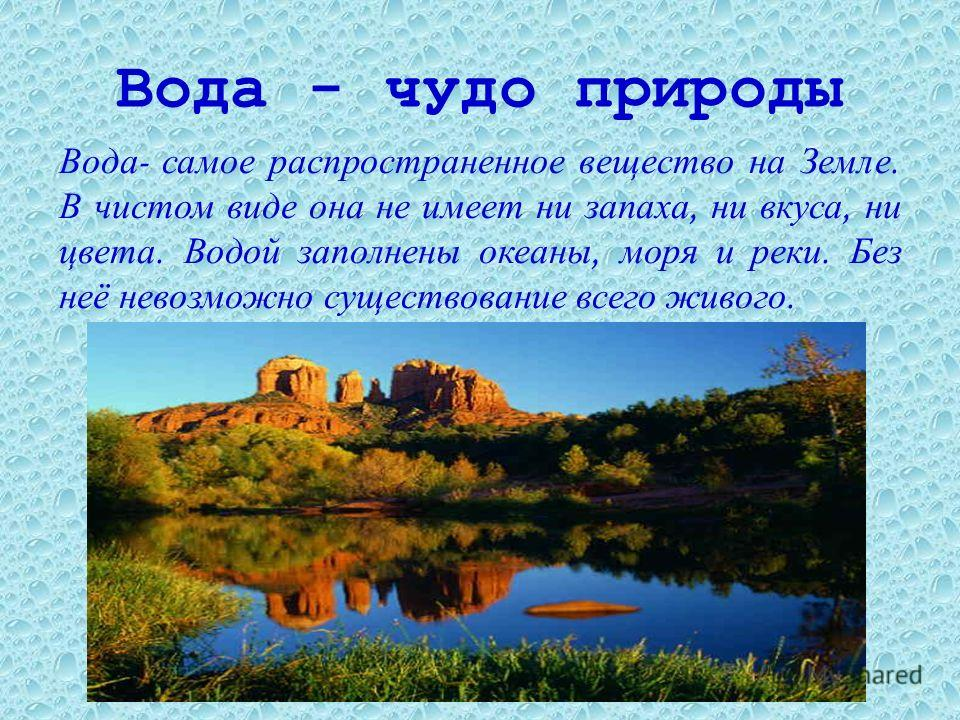 Вода - чудо природы
Вода- самое распространенное вещество на Земле.
В чистом виде она не имеет ни запаха, ни вкуса, ни
цвета. Водой заполнены океаны, моря и реки. Без
неё невозможно существование всего живого.